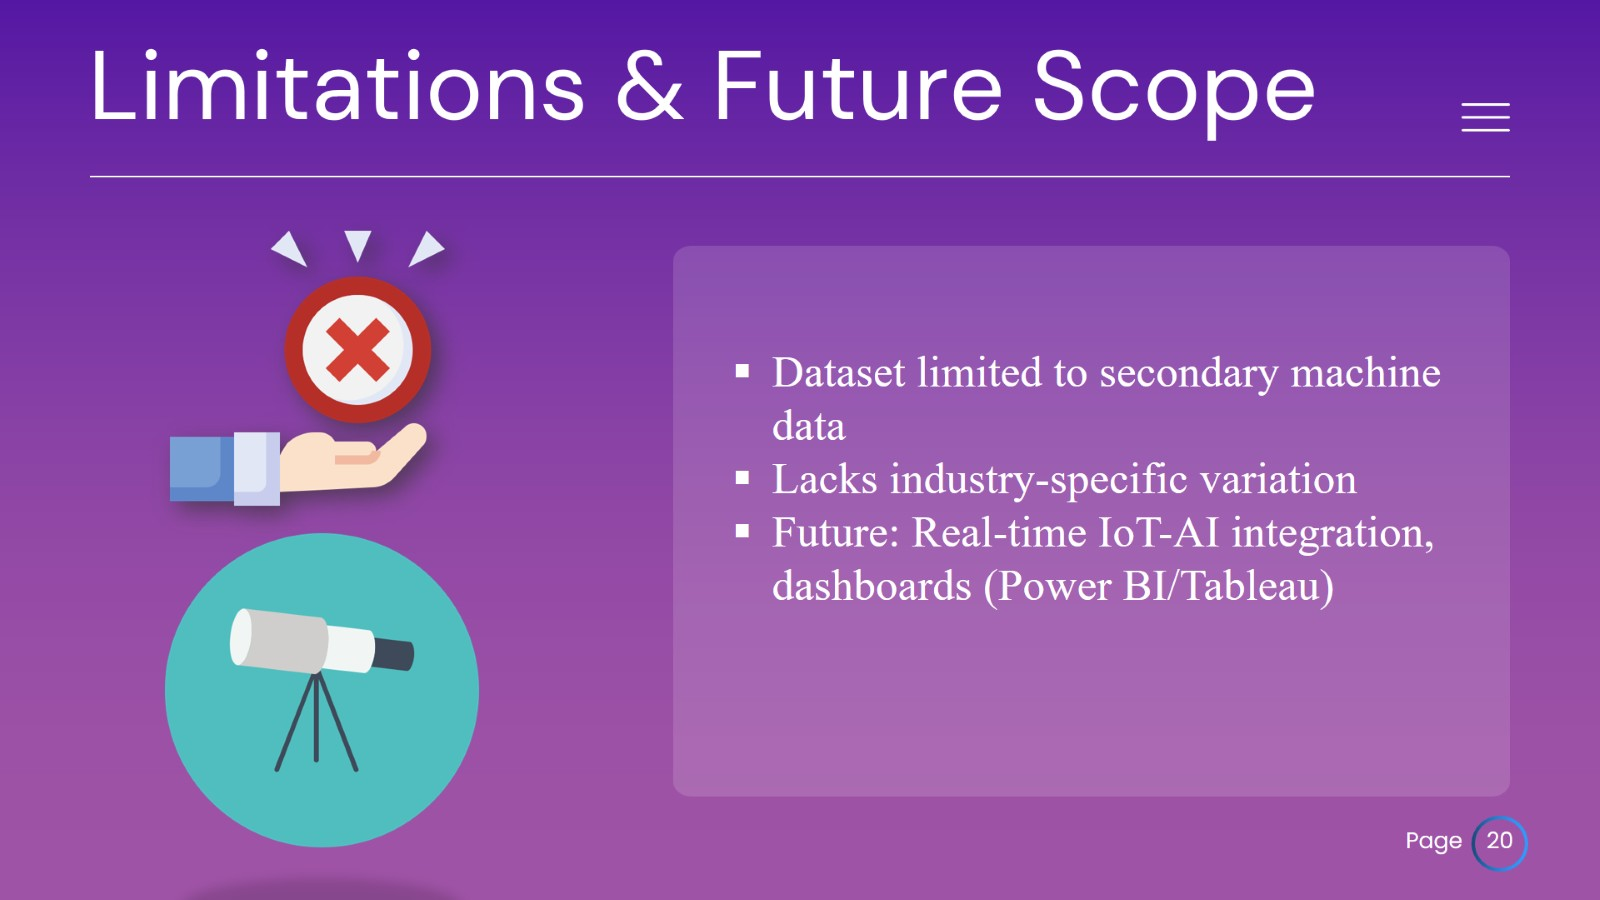 Limitations & Future Scope
▪ Dataset limited to secondary machine
data
▪ Lacks industry-specific variation
▪ Future: Real-time IoT-AI integration,
dashboards (Power BI/Tableau)
Page 20